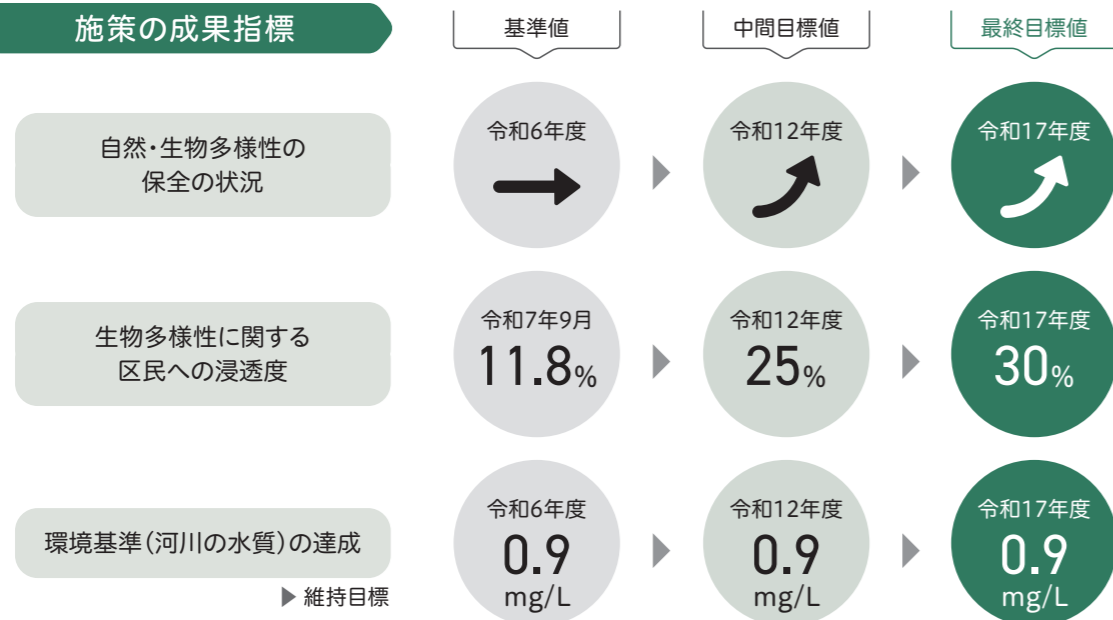 施策の成果指標
基準値
中間目標値
最終目標値
自然・生物多様性の
保全の状況
令和6年度
令和12年度
令和17年度
生物多様性に関する
区民への浸透度
令和7年9月
11.8%
令和12年度
25%
令和17年度
30%
環境基準(河川の水質)の達成
▶維持目標
令和6年度
0.9
mg/L
令和12年度
0.9
mg/L
令和17年度
0.9
mg/L